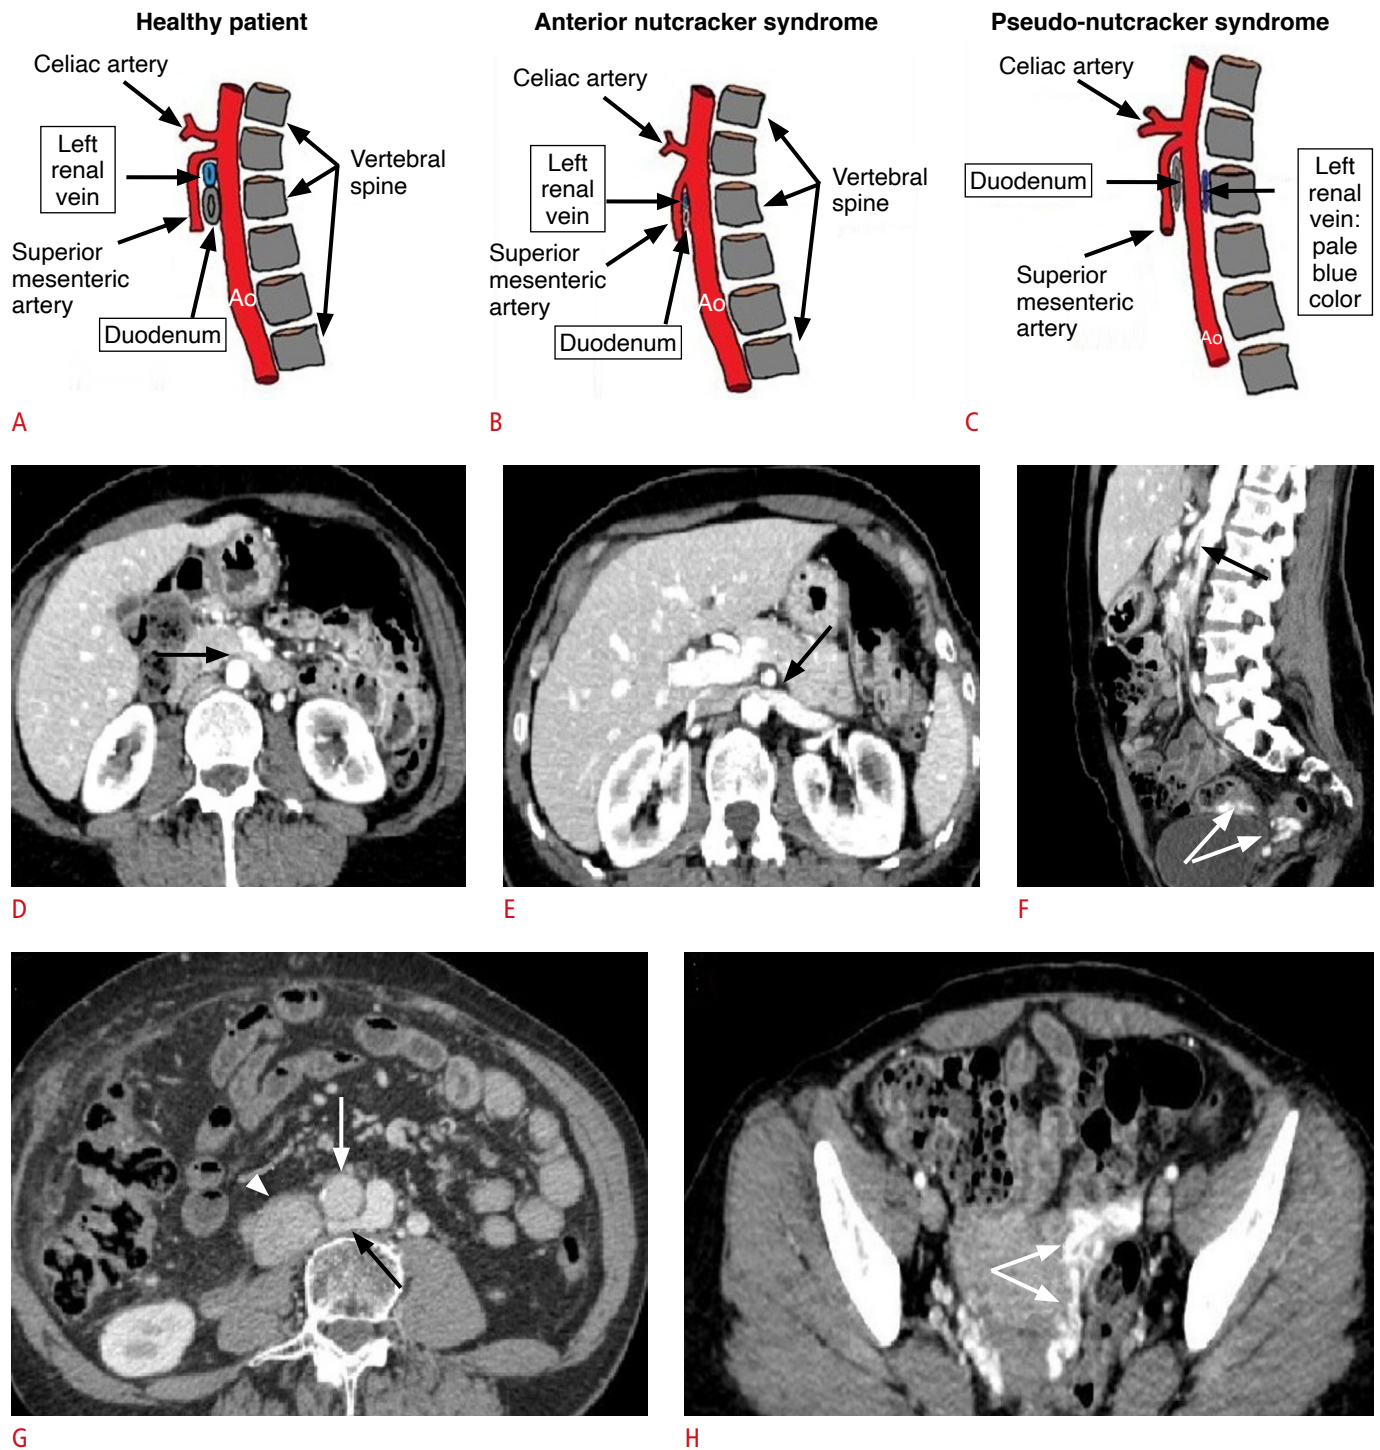 Healthy patient
Celiac artery
Left
renal
vein
Vertebral
spine
Superior
mesenteric
artery
Ao
Duodenum
A
Anterior nutcracker syndrome
Celiac artery
Left
renal
vein
Vertebral
spine
Superior
mesenteric
artery
Ao
Duodenum
B
Pseudo-nutcracker syndrome
Celiac artery
Duodenum
Left
renal
vein:
pale
blue
color
Superior
mesenteric
artery
Ao
C
D
E
F
G
H